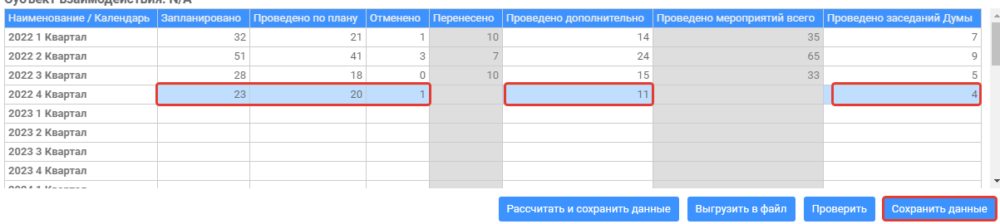 Субъект взаимодействия: N/A
Наименование / Календарь Запланировано Проведено по плану Отменено Перенесено Проведено дополнительно Проведено мероприятий всего Проведено заседаний Думы
2022 1 Квартал 32 21 1 10 14 35 7
2022 2 Квартал 51 41 3 7 24 65 9
2022 3 Квартал 28 18 0 10 15 33 5
2022 4 Квартал 23 20 1 11 4
2023 1 Квартал
2023 2 Квартал
2023 3 Квартал
2023 4 Квартал
2024 1 Квартал
Рассчитать и сохранить данные Выгрузить в файл Проверить Сохранить данные